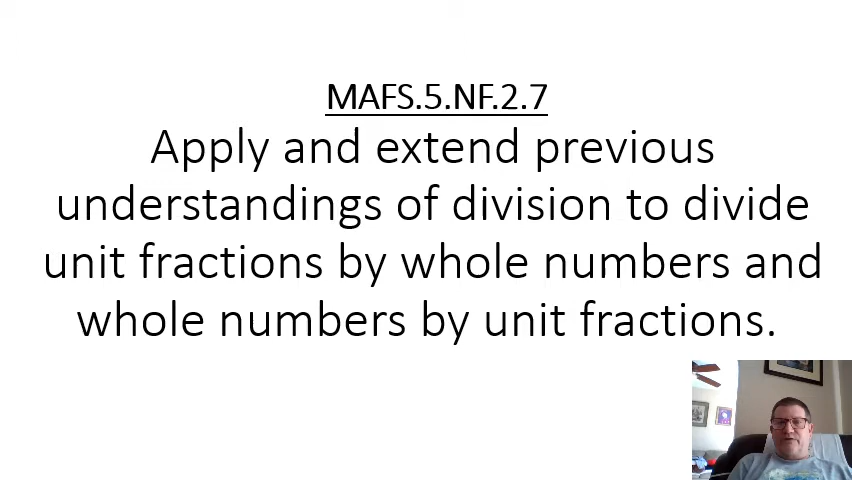 MAFS.5.NF.2.7
Apply and extend previous
understandings of division to divide
unit fractions by whole numbers and
whole numbers by unit fractions.